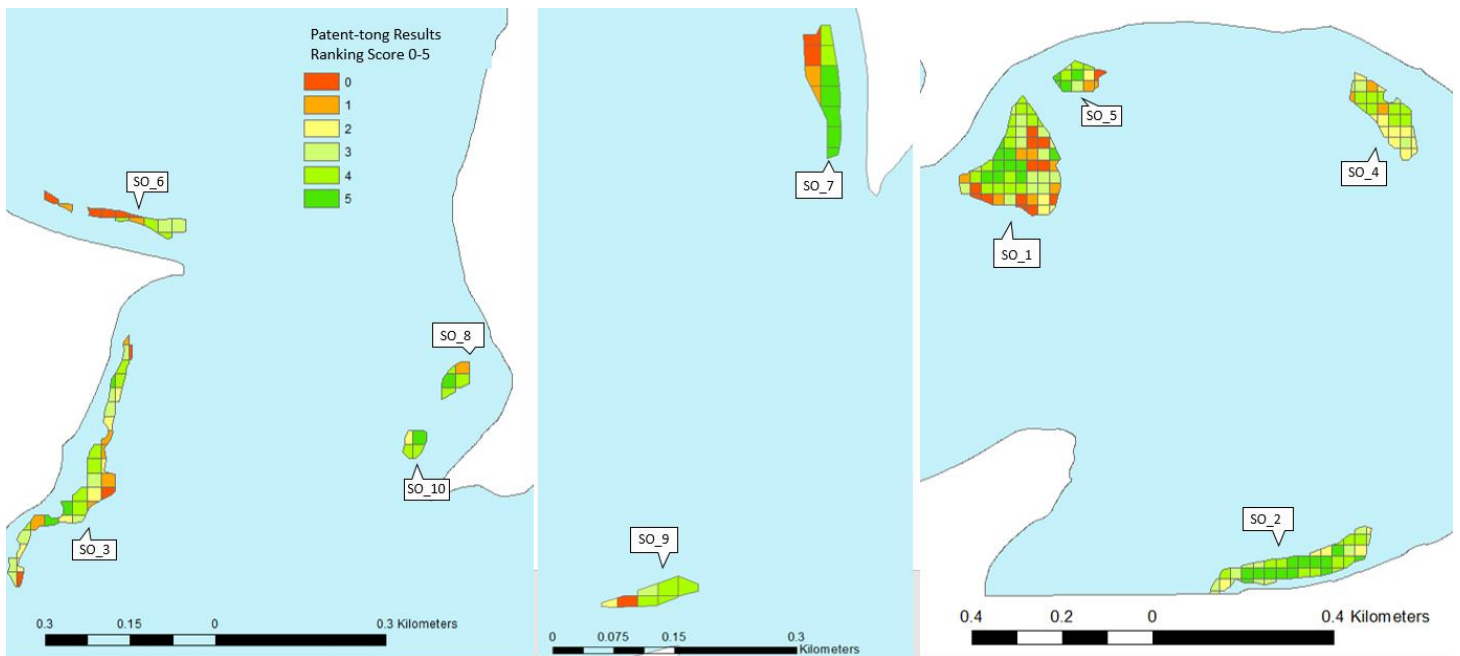 Patent-tong Results
Ranking Score 0-5
0
1
2
3
4
5
SO_6
SO_8
SO_10
SO_3
0.3 0.15 0 0.3 Kilometers
SO_7
SO_9
0 0.075 0.15 0.3 Kilometers
SO_5
SO_4
SO_1
SO_2
0.4 0.2 0 0.4 Kilometers